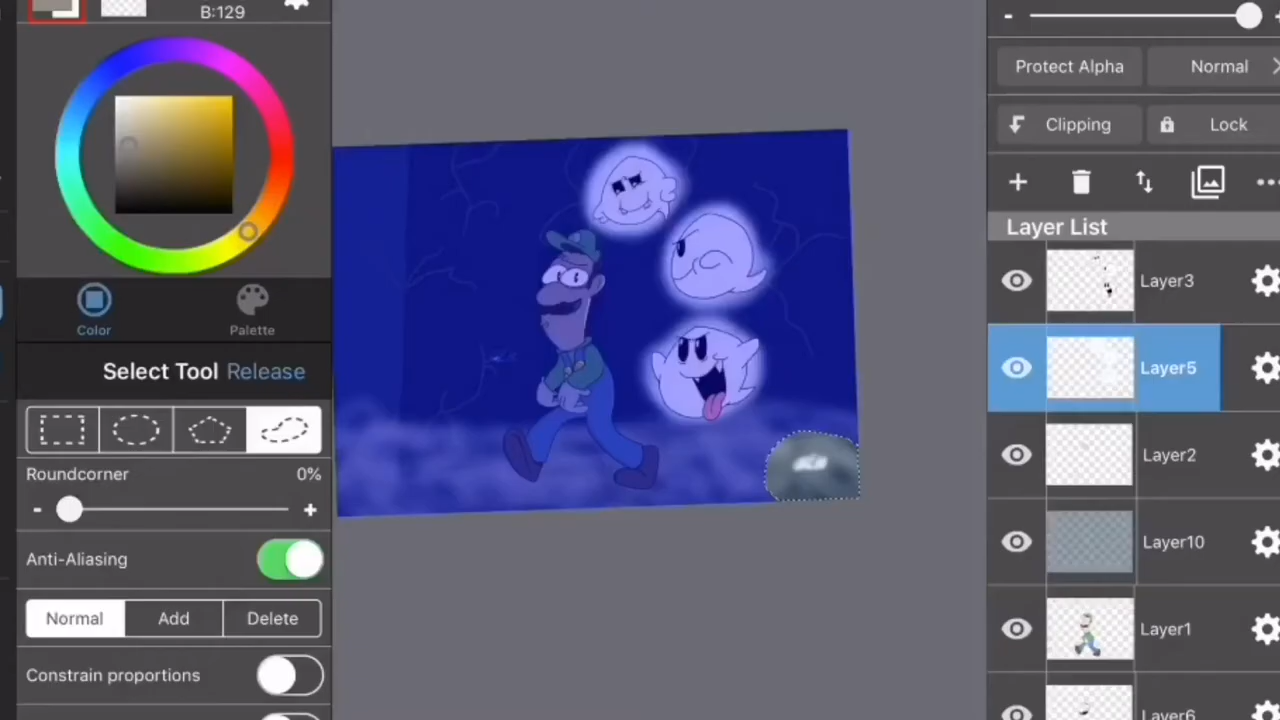 B:129
Protect Alpha
Normal
Clipping
Lock
Layer List
Layer3
Color
Palette
Select Tool Release
Layer5
Roundcorner 0%
- +
Layer2
Anti-Aliasing
Layer10
Normal Add Delete
Layer1
Constrain proportions
Layer6